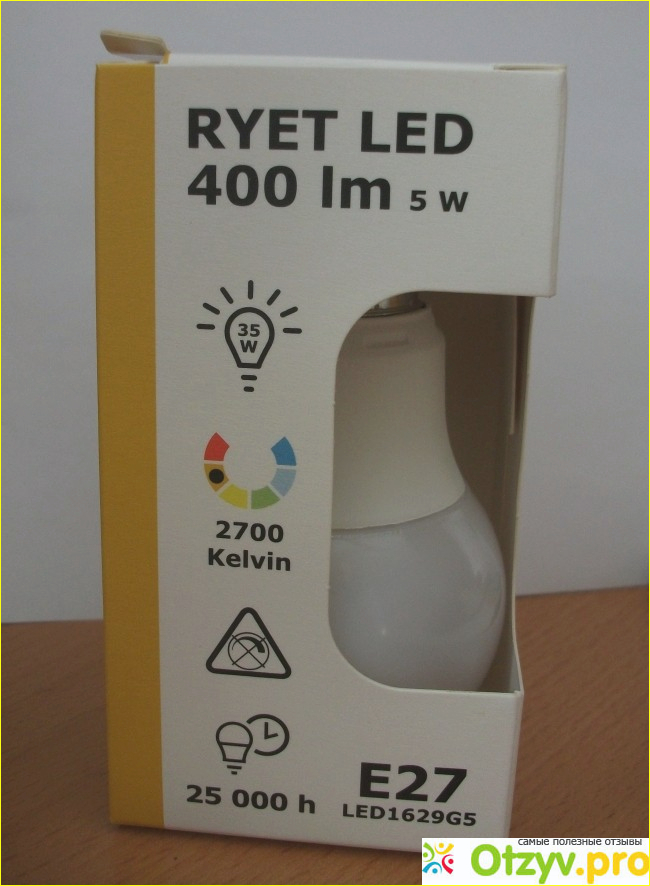 RYET LED
400 lm 5 W
35
W
2700
Kelvin
25 000 h
E27
LED1629G5
самые полезные отзывы
Otzyv.pro